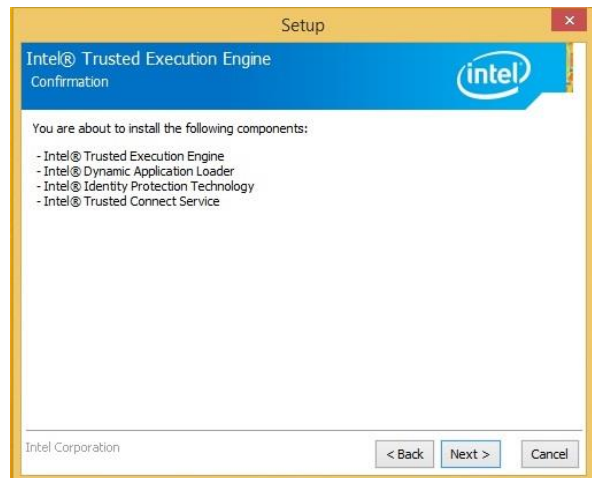 Setup
Intel® Trusted Execution Engine
Confirmation
intel
You are about to install the following components:
- Intel® Trusted Execution Engine
- Intel® Dynamic Application Loader
- Intel® Identity Protection Technology
- Intel® Trusted Connect Service
Intel Corporation
< Back Next > Cancel